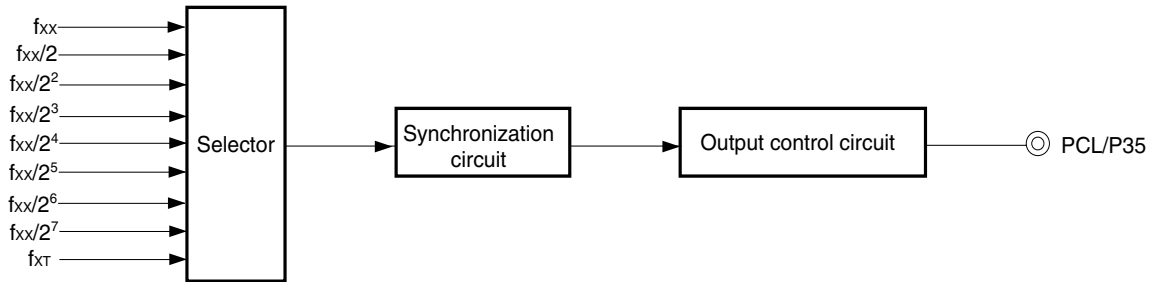 fxx
fxx/2
fxx/2²
fxx/2³
fxx/2⁴
fxx/2⁵
fxx/2⁶
fxx/2⁷
fXT
Selector
Synchronization
circuit
Output control circuit
PCL/P35